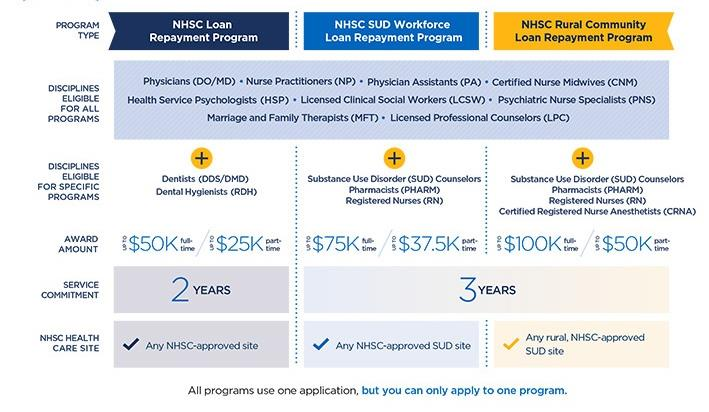 PROGRAM
TYPE
NHSC Loan
Repayment Program
NHSC SUD Workforce
Loan Repayment Program
NHSC Rural Community
Loan Repayment Program
DISCIPLINES
ELIGIBLE
FOR ALL
PROGRAMS
Physicians (DO/MD) • Nurse Practitioners (NP) • Physician Assistants (PA) • Certified Nurse Midwives (CNM)
Health Service Psychologists (HSP) • Licensed Clinical Social Workers (LCSW) • Psychiatric Nurse Specialists (PNS)
Marriage and Family Therapists (MFT) • Licensed Professional Counselors (LPC)
DISCIPLINES
ELIGIBLE
FOR SPECIFIC
PROGRAMS
+
Dentists (DDS/DMD)
Dental Hygienists (RDH)
+
Substance Use Disorder (SUD) Counselors
Pharmacists (PHARM)
Registered Nurses (RN)
+
Substance Use Disorder (SUD) Counselors
Pharmacists (PHARM)
Registered Nurses (RN)
Certified Registered Nurse Anesthetists (CRNA)
AWARD
AMOUNT
UP TO $50K full-time / UP TO $25K part-time
UP TO $75K full-time / UP TO $37.5K part-time
UP TO $100K full-time / UP TO $50K part-time
SERVICE
COMMITMENT
2 YEARS
3 YEARS
NHSC HEALTH
CARE SITE
Any NHSC-approved site
Any NHSC-approved SUD site
Any rural, NHSC-approved
SUD site
All programs use one application, but you can only apply to one program.